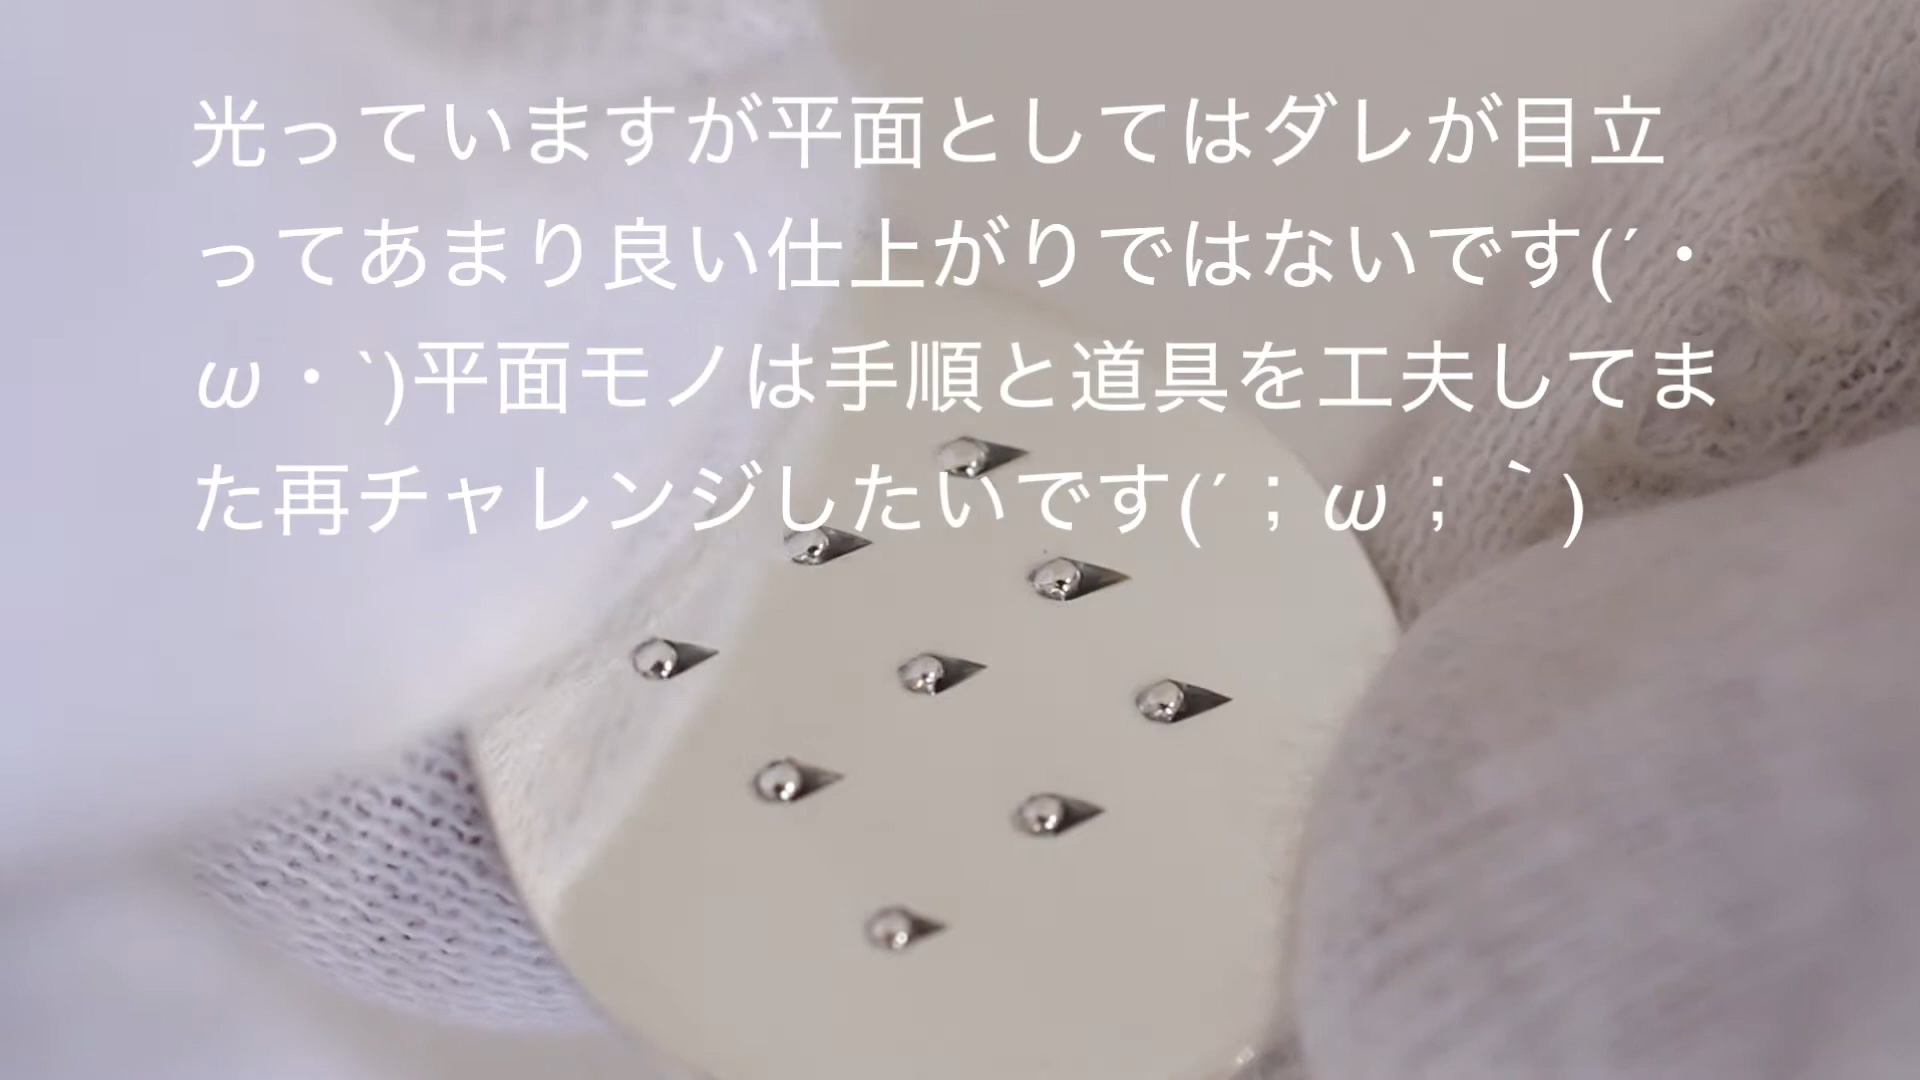 光っていますが平面としてはダレが目立
ってあまり良い仕上がりではないです(´・
ω・`)平面モノは手順と道具を工夫してま
た再チャレンジしたいです(´；ω；｀)